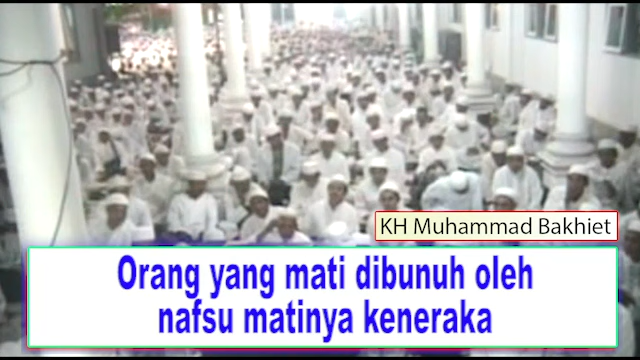 KH Muhammad Bakhiet
Orang yang mati dibunuh oleh
nafsu matinya keneraka